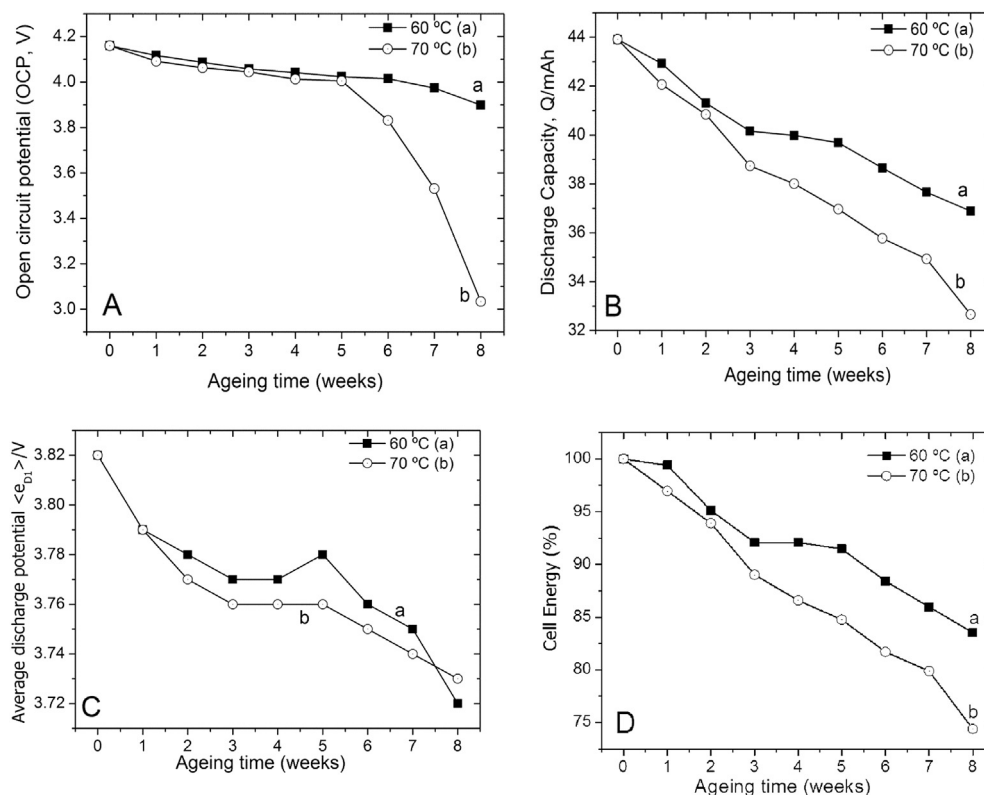 60 ºC (a)
70 ºC (b)
4.2
4.0
3.8
3.6
3.4
3.2
3.0
Open circuit potential (OCP, V)
a
b
A
0 1 2 3 4 5 6 7 8
Ageing time (weeks)
60 ºC (a)
70 ºC (b)
44
42
40
38
36
34
32
Discharge Capacity, Q/mAh
a
b
B
0 1 2 3 4 5 6 7 8
Ageing time (weeks)
60 ºC (a)
70 ºC (b)
3.82
3.80
3.78
3.76
3.74
3.72
Average discharge potential <e_D1>/V
a
b
C
0 1 2 3 4 5 6 7 8
Ageing time (weeks)
60 ºC (a)
70 ºC (b)
100
95
90
85
80
75
Cell Energy (%)
a
b
D
0 1 2 3 4 5 6 7 8
Ageing time (weeks)